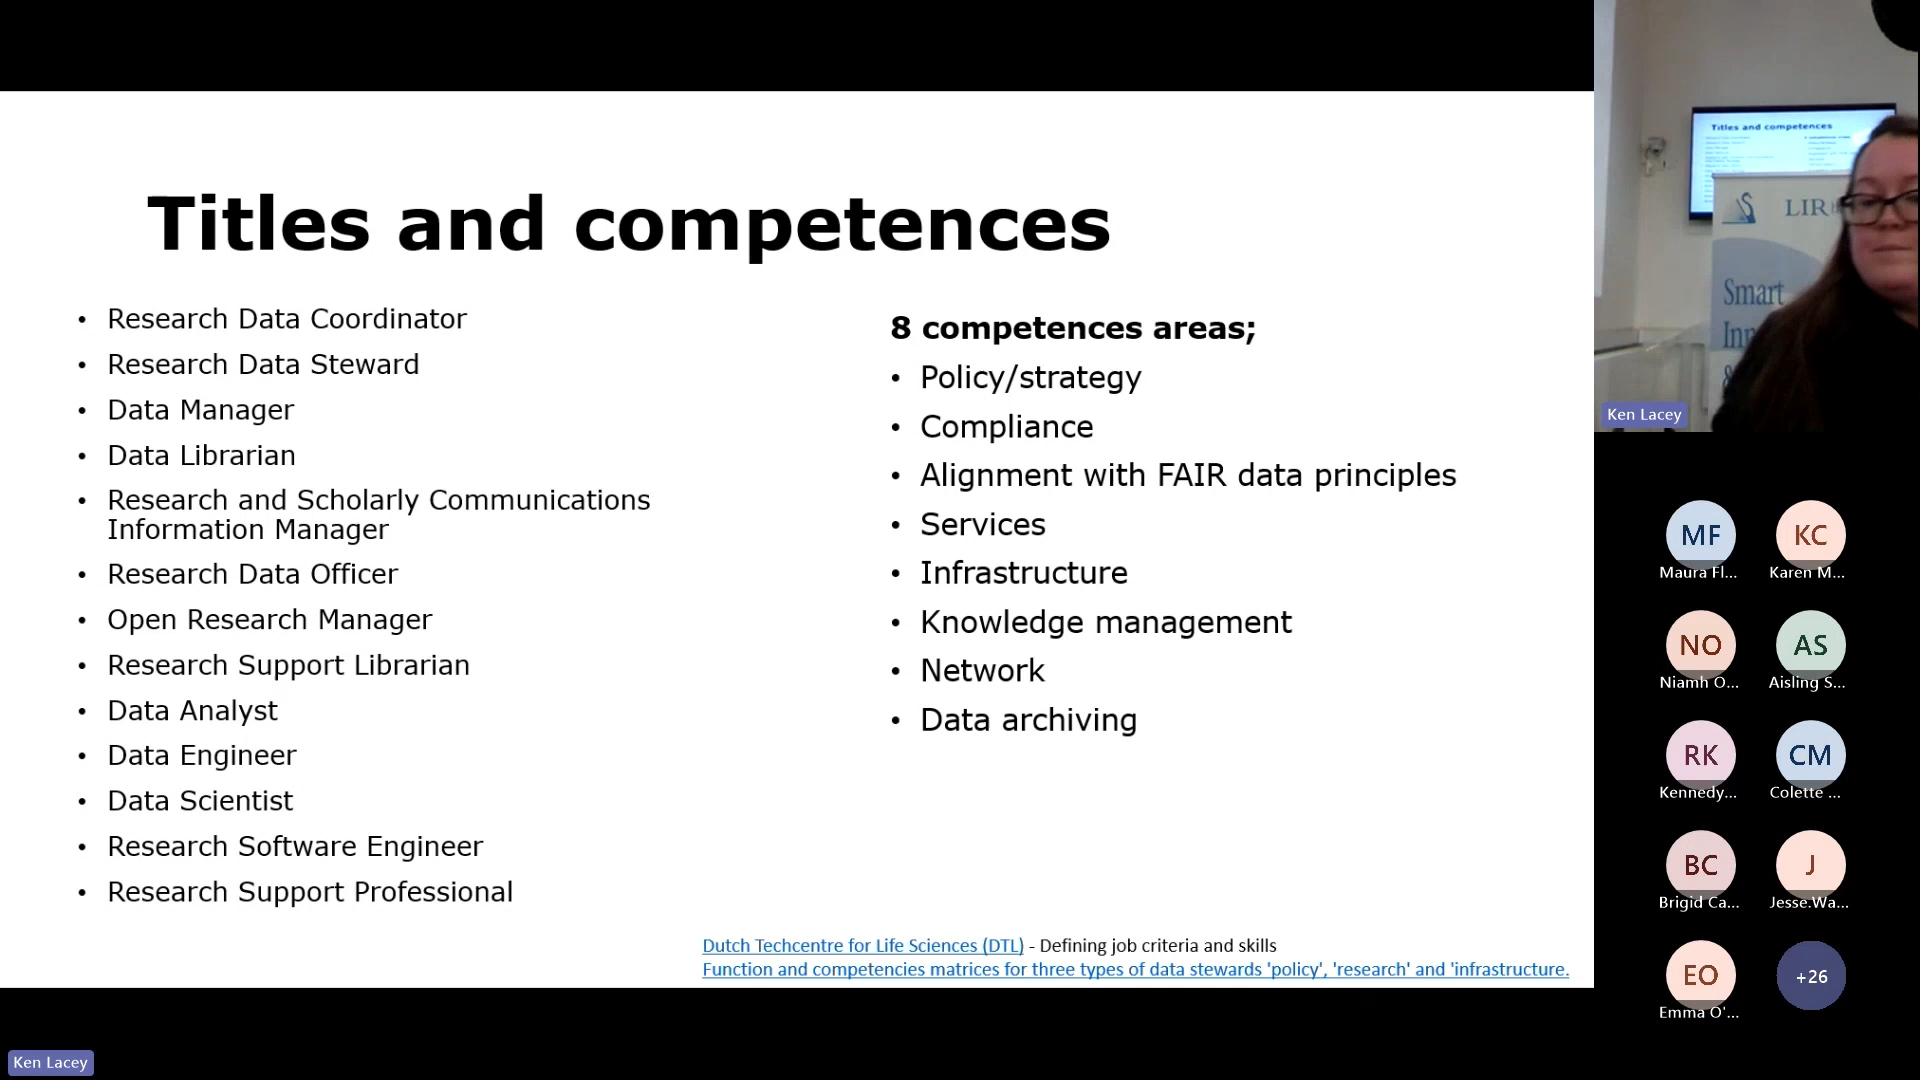 Titles and competences
• Research Data Coordinator
• Research Data Steward
• Data Manager
• Data Librarian
• Research and Scholarly Communications
Information Manager
• Research Data Officer
• Open Research Manager
• Research Support Librarian
• Data Analyst
• Data Engineer
• Data Scientist
• Research Software Engineer
• Research Support Professional
8 competences areas;
• Policy/strategy
• Compliance
• Alignment with FAIR data principles
• Services
• Infrastructure
• Knowledge management
• Network
• Data archiving
Dutch Techcentre for Life Sciences (DTL) - Defining job criteria and skills
Function and competencies matrices for three types of data stewards 'policy', 'research' and 'infrastructure.
Titles and competences
LIR
Smart
Ken Lacey
MF
Maura Fl...
KC
Karen M...
NO
Niamh O...
AS
Aisling S...
RK
Kennedy...
CM
Colette ...
BC
Brigid Ca...
J
Jesse.Wa...
EO
Emma O'...
+26
Ken Lacey